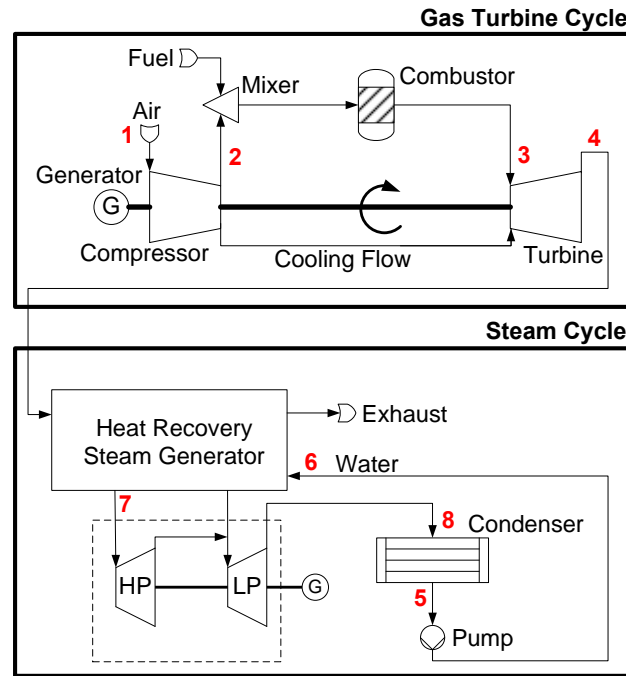 Gas Turbine Cycle
Fuel
Mixer
Combustor
Air
1
2
3
4
Generator
G
Compressor
Cooling Flow
Turbine
Steam Cycle
Heat Recovery
Steam Generator
Exhaust
6 Water
7
8
Condenser
HP
LP
G
5
Pump